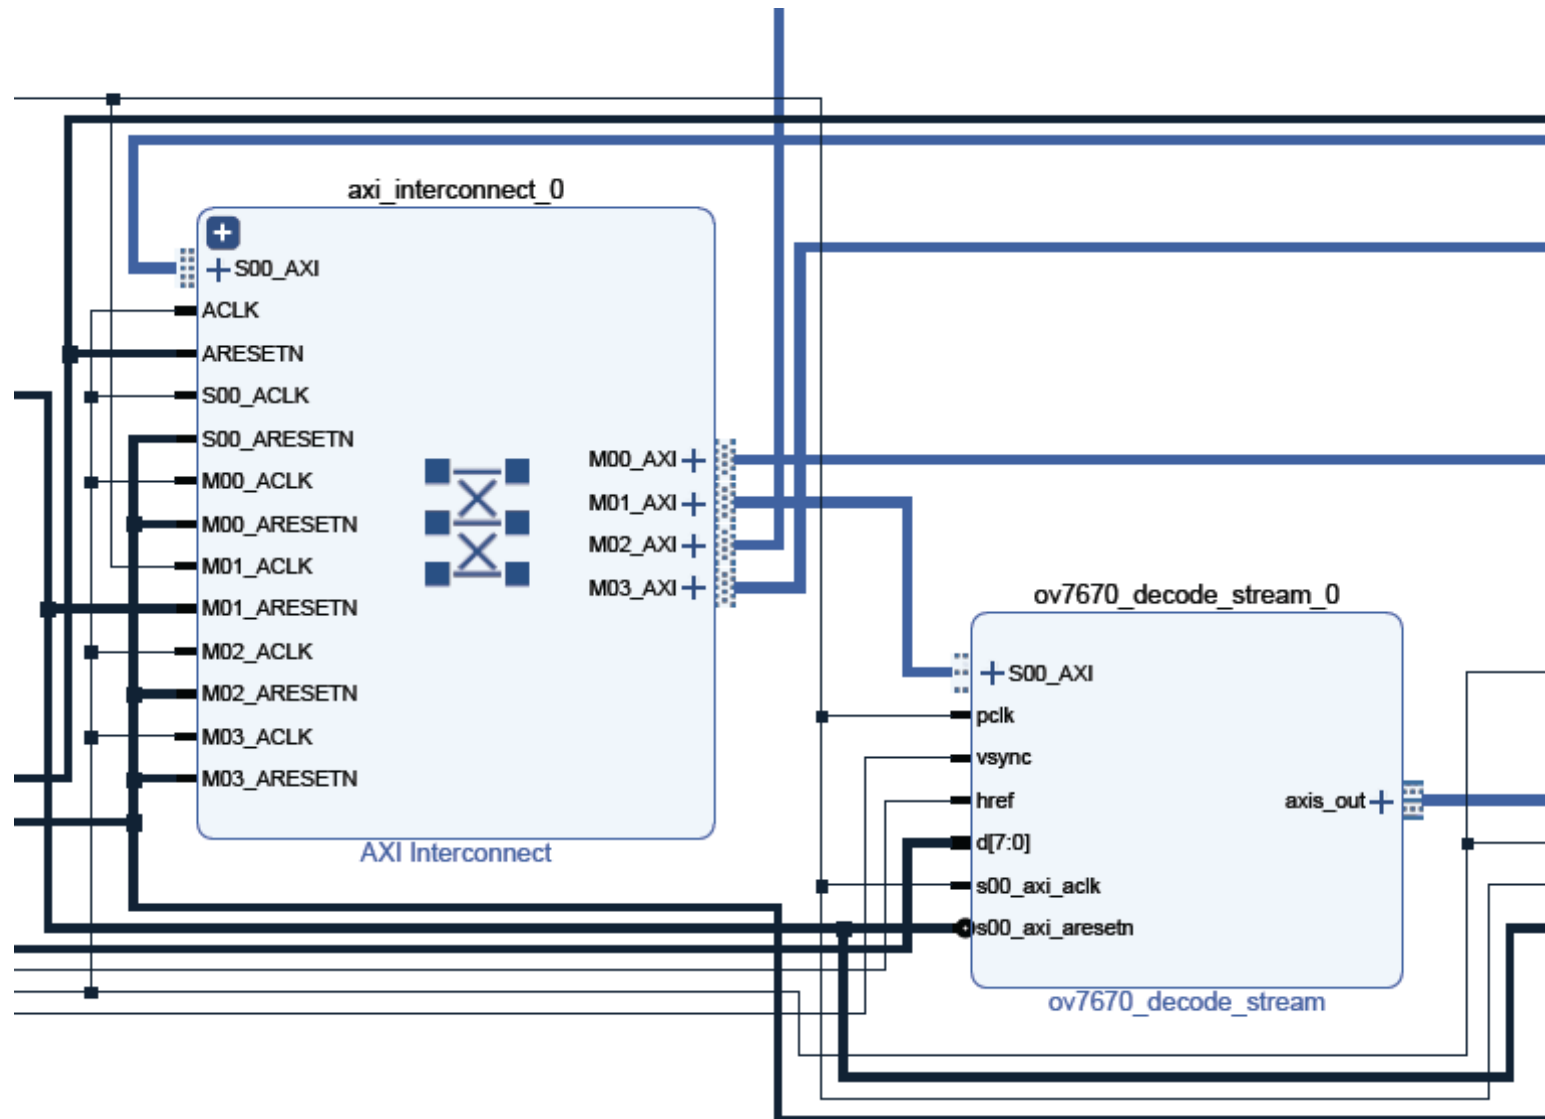 axi_interconnect_0
S00_AXI
ACLK
ARESETN
S00_ACLK
S00_ARESETN
M00_ACLK
M00_ARESETN
M01_ACLK
M01_ARESETN
M02_ACLK
M02_ARESETN
M03_ACLK
M03_ARESETN
M00_AXI
M01_AXI
M02_AXI
M03_AXI
AXI Interconnect
ov7670_decode_stream_0
S00_AXI
pclk
vsync
href
d[7:0]
s00_axi_aclk
s00_axi_aresetn
axis_out
ov7670_decode_stream